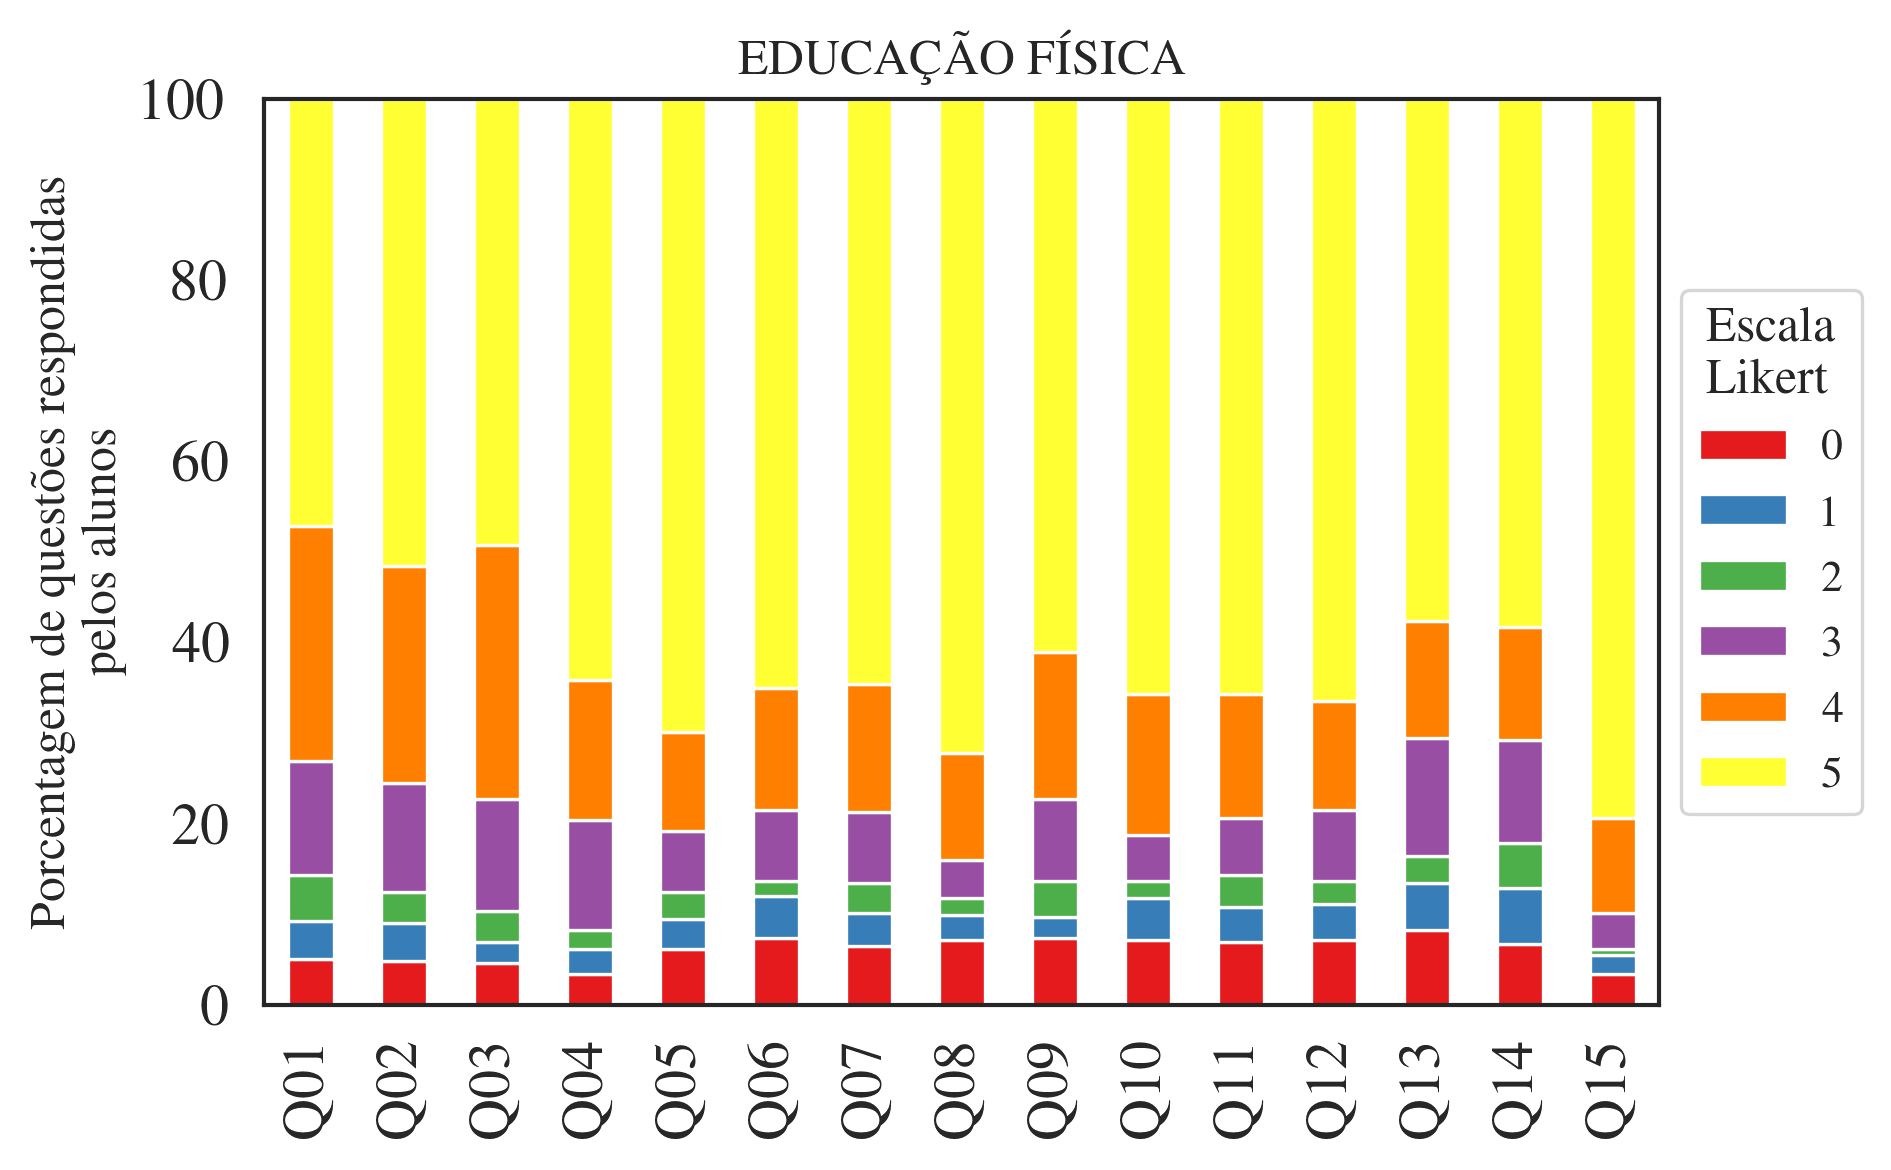 EDUCAÇÃO FÍSICA
Porcentagem de questões respondidas
pelos alunos
100
80
60
40
20
0
Q01
Q02
Q03
Q04
Q05
Q06
Q07
Q08
Q09
Q10
Q11
Q12
Q13
Q14
Q15
Escala
Likert
0
1
2
3
4
5